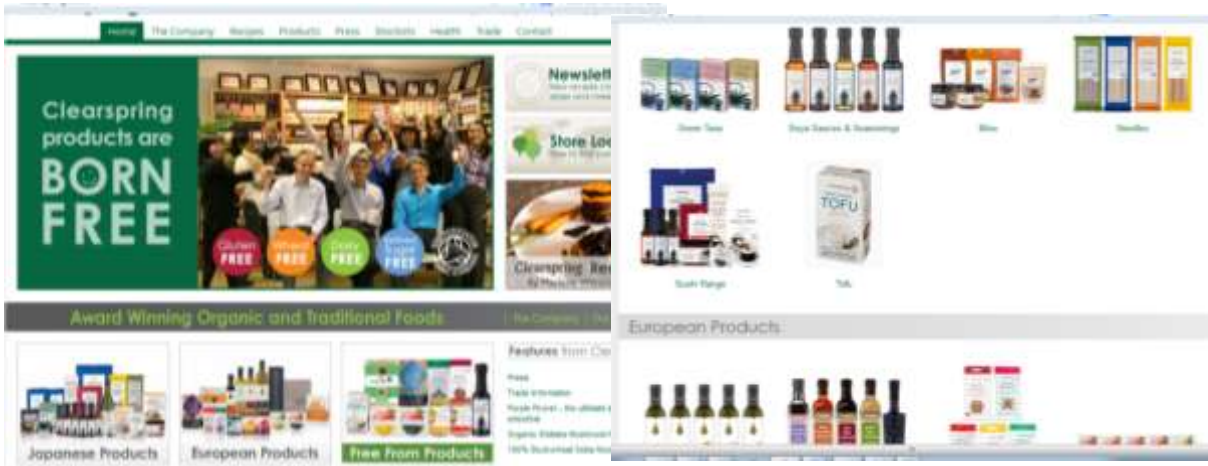 Home The Company Recipes Products Press Stockists Health Trade Contact
Clearspring
products are
BORN
FREE
Gluten
FREE
Wheat
FREE
Dairy
FREE
FREE
Newslett
Store Loc
Clearspring Rec
Award Winning Organic and Traditional Foods
The Company
Features from Clea
Press
Trade Information
Japanese Products
European Products
Free From Products
Green Teas
Soya Sauces & Seasonings
Miso
Noodles
TOFU
Sushi Range
Tofu
European Products